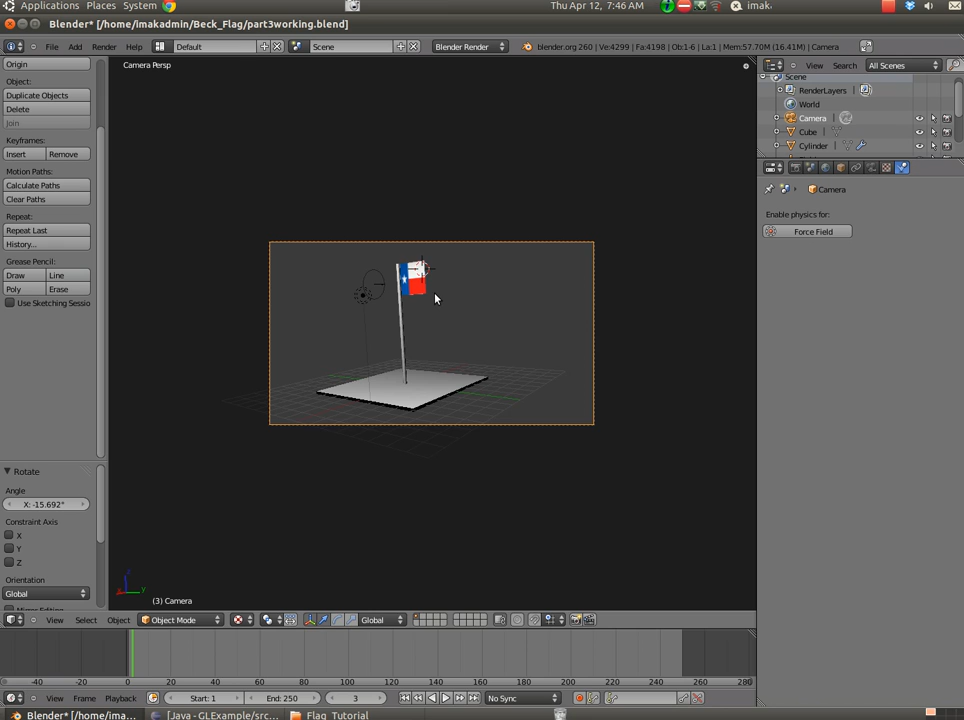 Applications Places System Thu Apr 12, 7:46 AM imak
Blender* [/home/imakadmin/Beck_Flag/part3working.blend]
File Add Render Help Default Scene Blender Render blender.org 260 | Ve:4299 | Fa:4198 | Ob:1-6 | La:1 | Mem:57.70M (16.41M) | Camera
Origin
Object:
Duplicate Objects
Delete
Join
Keyframes:
Insert Remove
Motion Paths:
Calculate Paths
Clear Paths
Repeat:
Repeat Last
History...
Grease Pencil:
Draw Line
Poly Erase
Use Sketching Sessio
Rotate
Angle
X: -15.692°
Constraint Axis
X
Y
Z
Orientation
Global
Camera Persp
z
x y
(3) Camera
View Search All Scenes
Scene
RenderLayers
World
Camera
Cube
Cylinder
Camera
Enable physics for:
Force Field
View Select Object Object Mode Global
-40 -20 0 20 40 60 80 100 120 140 160 180 200 220 240 260 280
View Frame Playback Start: 1 End: 250 3 No Sync
Blender* [/home/ima... [Java - GLExample/src... Flag_Tutorial